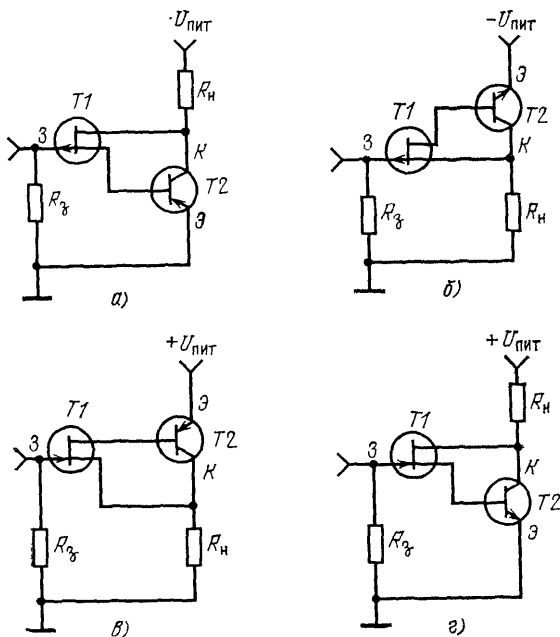 -Uпит
Rн
T1
З
К
T2
Rз
Э
а)
-Uпит
Э
T1
T2
З
К
Rз
Rн
б)
+Uпит
Э
T1
T2
З
К
Rз
Rн
в)
+Uпит
Rн
T1
З
К
T2
Э
Rз
г)